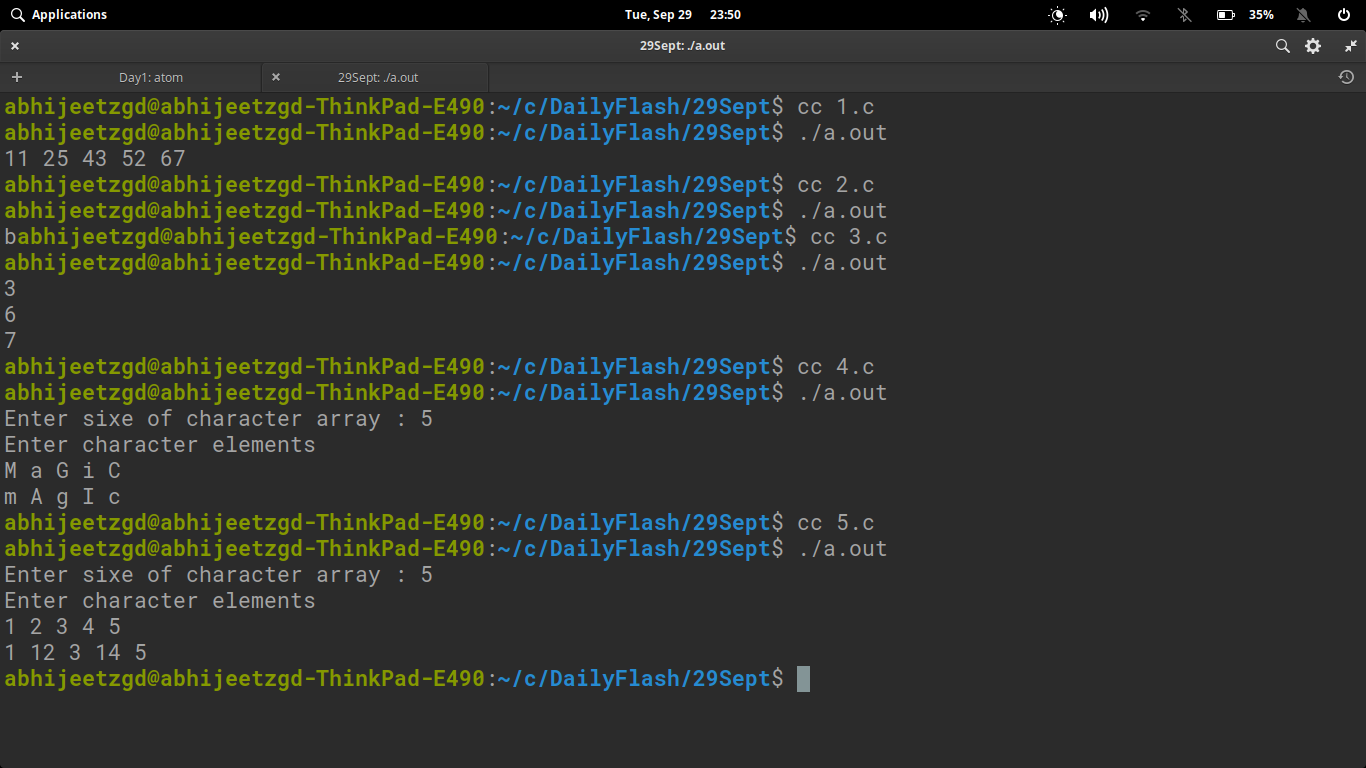 Applications
Tue, Sep 29 23:50
35%
29Sept: ./a.out
Day1: atom
29Sept: ./a.out
abhijeetzgd@abhijeetzgd-ThinkPad-E490:~/c/DailyFlash/29Sept$ cc 1.c
abhijeetzgd@abhijeetzgd-ThinkPad-E490:~/c/DailyFlash/29Sept$ ./a.out
11 25 43 52 67
abhijeetzgd@abhijeetzgd-ThinkPad-E490:~/c/DailyFlash/29Sept$ cc 2.c
abhijeetzgd@abhijeetzgd-ThinkPad-E490:~/c/DailyFlash/29Sept$ ./a.out
babhijeetzgd@abhijeetzgd-ThinkPad-E490:~/c/DailyFlash/29Sept$ cc 3.c
abhijeetzgd@abhijeetzgd-ThinkPad-E490:~/c/DailyFlash/29Sept$ ./a.out
3
6
7
abhijeetzgd@abhijeetzgd-ThinkPad-E490:~/c/DailyFlash/29Sept$ cc 4.c
abhijeetzgd@abhijeetzgd-ThinkPad-E490:~/c/DailyFlash/29Sept$ ./a.out
Enter sixe of character array : 5
Enter character elements
M a G i C
m A g I c
abhijeetzgd@abhijeetzgd-ThinkPad-E490:~/c/DailyFlash/29Sept$ cc 5.c
abhijeetzgd@abhijeetzgd-ThinkPad-E490:~/c/DailyFlash/29Sept$ ./a.out
Enter sixe of character array : 5
Enter character elements
1 2 3 4 5
1 12 3 14 5
abhijeetzgd@abhijeetzgd-ThinkPad-E490:~/c/DailyFlash/29Sept$